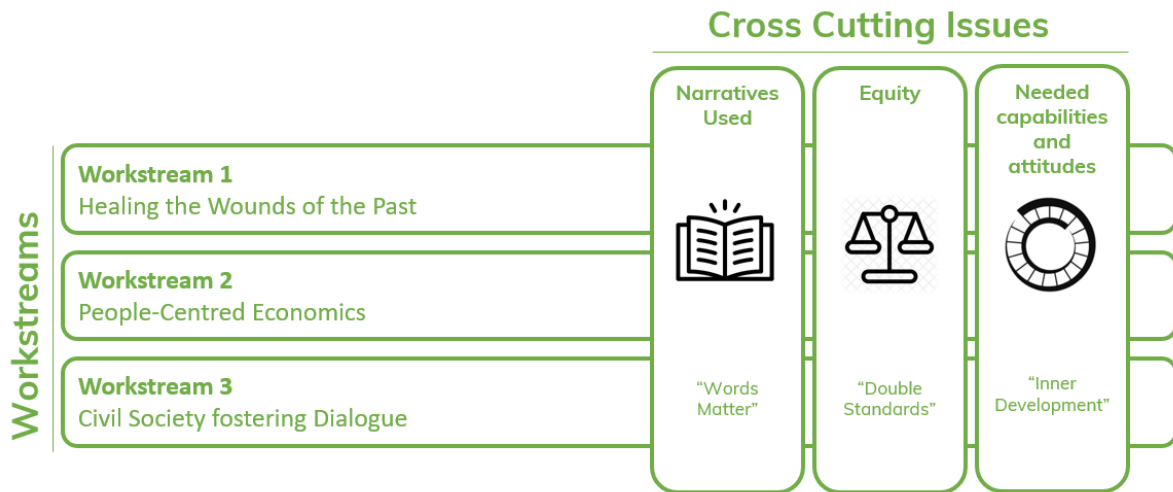 Cross Cutting Issues
Narratives
Used
Equity
Needed
capabilities
and
attitudes
Workstreams
Workstream 1
Healing the Wounds of the Past
Workstream 2
People-Centred Economics
Workstream 3
Civil Society fostering Dialogue
“Words
Matter”
“Double
Standards”
“Inner
Development”